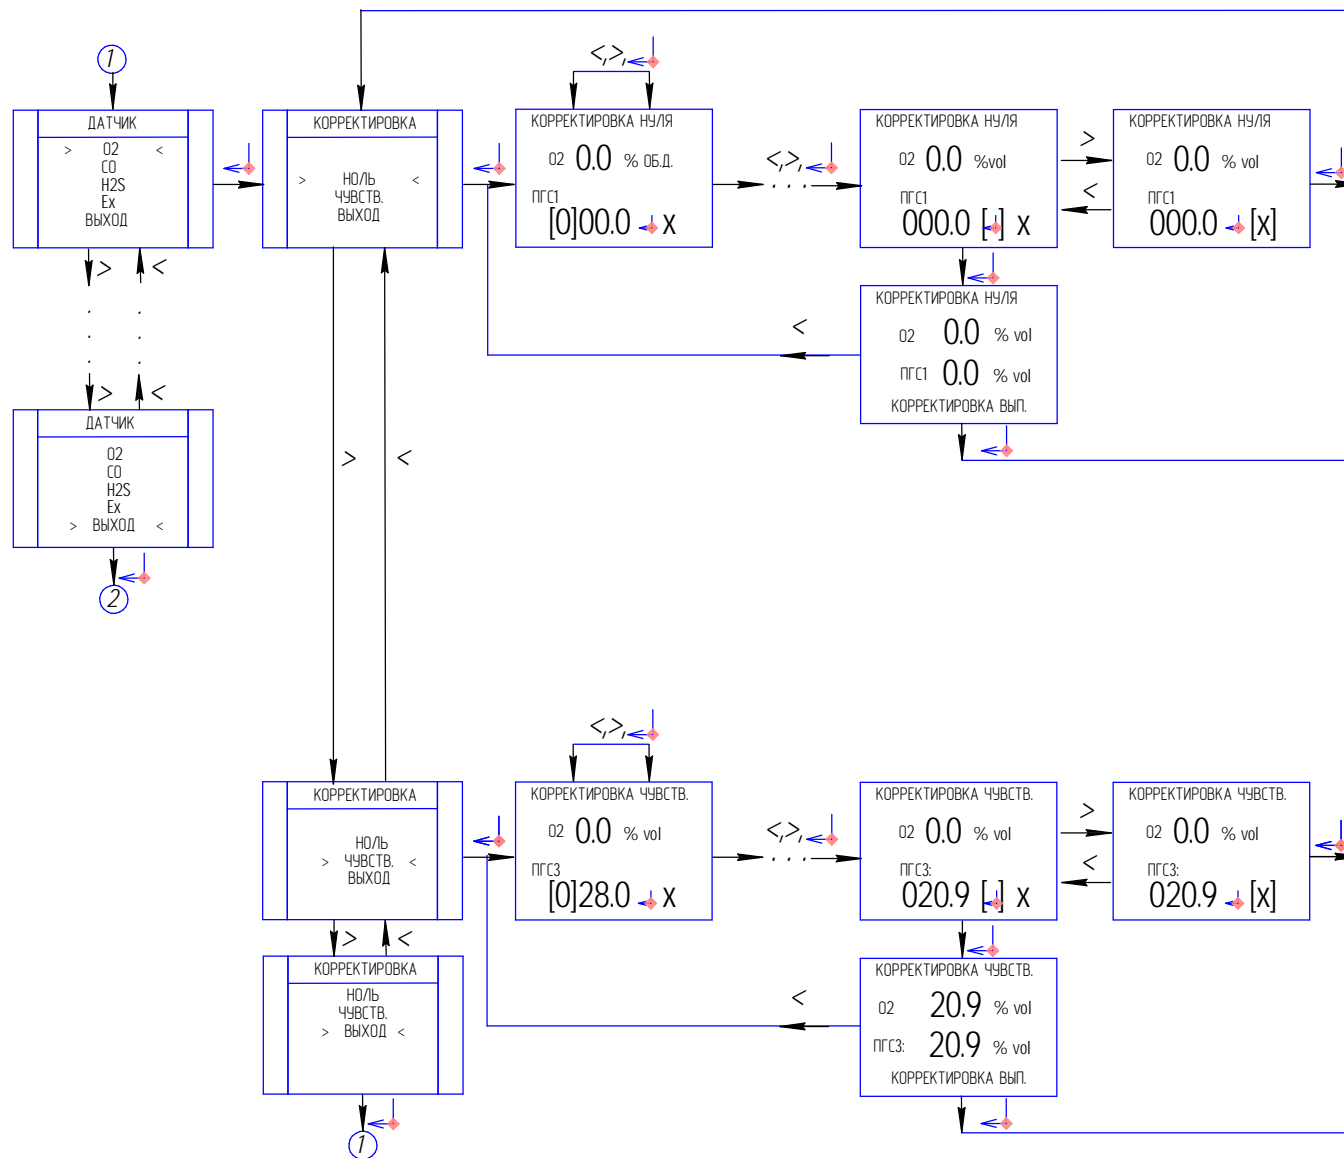 1
ДАТЧИК
> O2 <
CO
H2S
Ex
ВЫХОД
> <
. .
. .
. .
> <
ДАТЧИК
O2
CO
H2S
Ex
> ВЫХОД <
2
КОРРЕКТИРОВКА
> НОЛЬ <
ЧУВСТВ.
ВЫХОД
> <
<,>,
КОРРЕКТИРОВКА НУЛЯ
O2 0.0 % ОБ.Д.
ПГС1
[0]00.0 X
<,>,
. . .
КОРРЕКТИРОВКА НУЛЯ
O2 0.0 %vol
ПГС1
000.0 [ ] X
>
<
КОРРЕКТИРОВКА НУЛЯ
O2 0.0 % vol
ПГС1
000.0 [X]
КОРРЕКТИРОВКА НУЛЯ
O2 0.0 % vol
ПГС1 0.0 % vol
КОРРЕКТИРОВКА ВЫП.
<
КОРРЕКТИРОВКА
НОЛЬ
> ЧУВСТВ. <
ВЫХОД
> <
КОРРЕКТИРОВКА
НОЛЬ
ЧУВСТВ.
> ВЫХОД <
1
<,>,
КОРРЕКТИРОВКА ЧУВСТВ.
O2 0.0 % vol
ПГС3
[0]28.0 X
<,>,
. . .
КОРРЕКТИРОВКА ЧУВСТВ.
O2 0.0 % vol
ПГС3:
020.9 [ ] X
>
<
КОРРЕКТИРОВКА ЧУВСТВ.
O2 0.0 % vol
ПГС3:
020.9 [X]
КОРРЕКТИРОВКА ЧУВСТВ.
O2 20.9 % vol
ПГС3: 20.9 % vol
КОРРЕКТИРОВКА ВЫП.
<